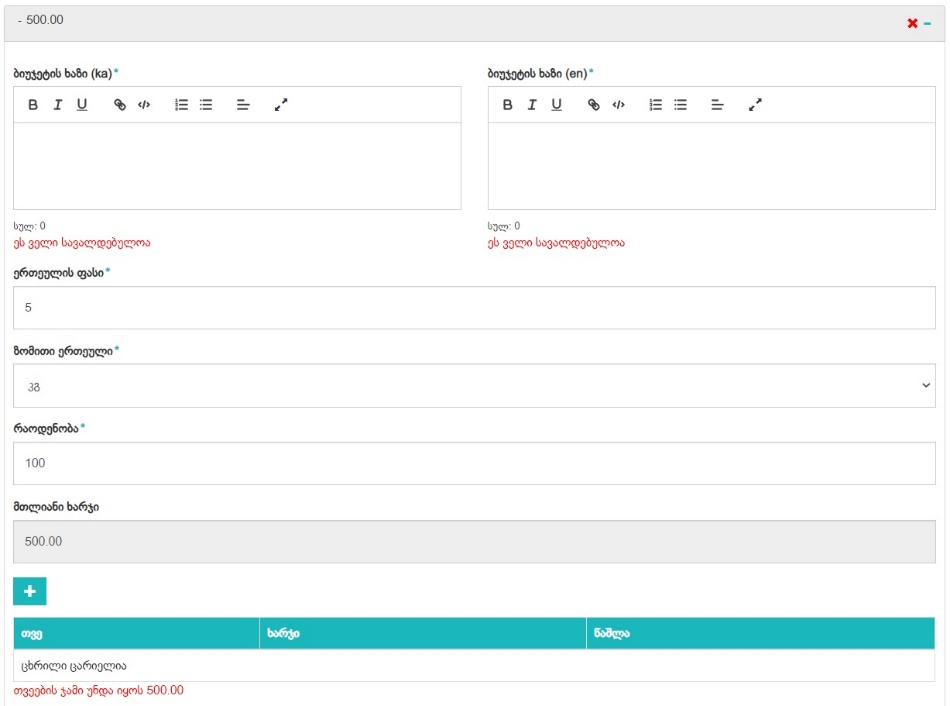 - 500.00
ბიუჯეტის ხაზი (ka)*
ბიუჯეტის ხაზი (en)*
სულ: 0
სულ: 0
ეს ველი სავალდებულოა
ეს ველი სავალდებულოა
ერთეულის ფასი*
5
ზომითი ერთეული*
კგ
რაოდენობა*
100
მთლიანი ხარჯი
500.00
თვე ხარჯი წაშლა
ცხრილი ცარიელია
თვეების ჯამი უნდა იყოს 500.00